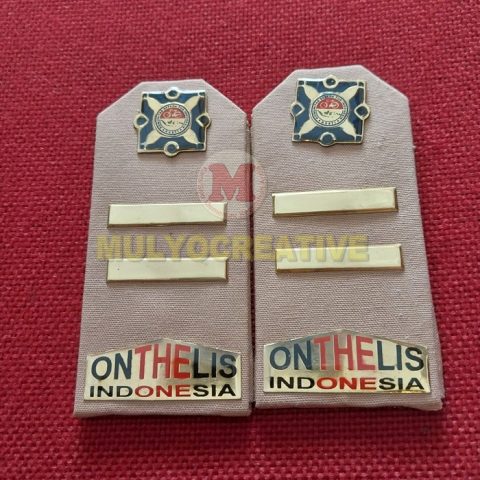 M
MULYOCREATIVE
ONTHELIS
INDONESIA
ONTHELIS
INDONESIA